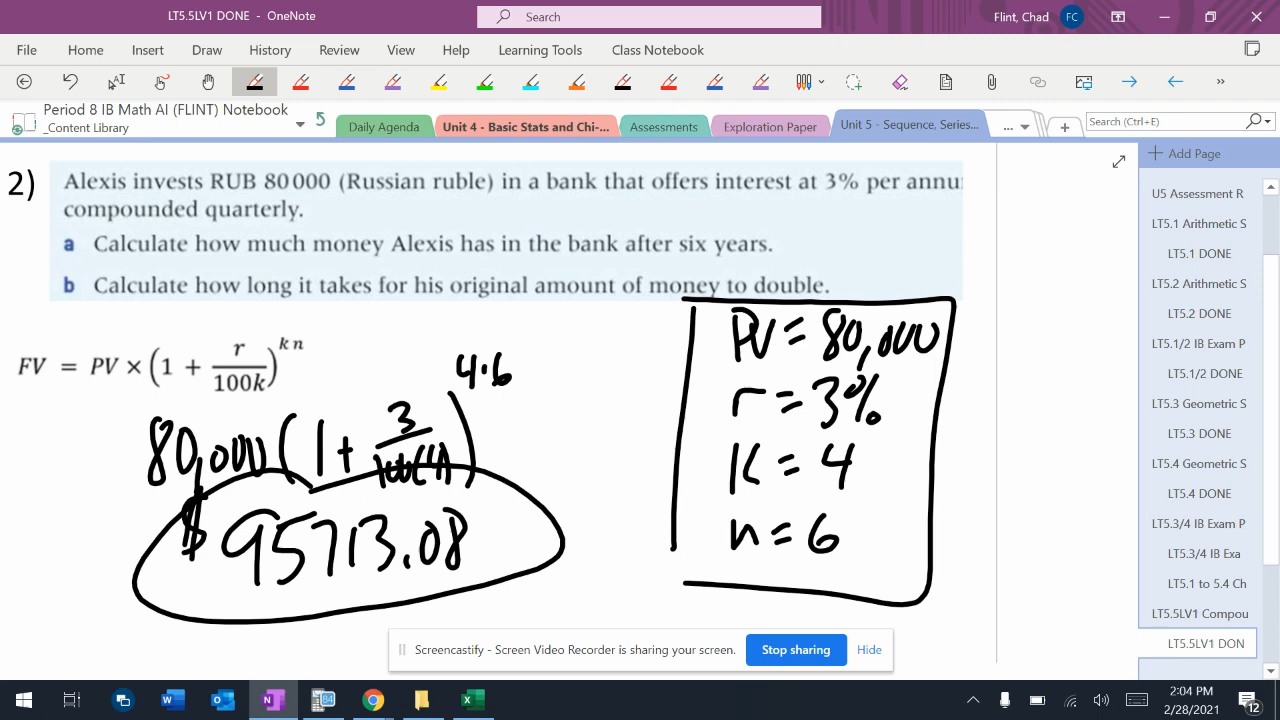 LT5.5LV1 DONE - OneNote
Search
Flint, Chad
FC
File Home Insert Draw History Review View Help Learning Tools Class Notebook
Period 8 IB Math AI (FLINT) Notebook
_Content Library
Daily Agenda
Unit 4 - Basic Stats and Chi-...
Assessments
Exploration Paper
Unit 5 - Sequence, Series...
...
Search (Ctrl+E)
Add Page
U5 Assessment R
LT5.1 Arithmetic S
LT5.1 DONE
LT5.2 Arithmetic S
LT5.2 DONE
LT5.1/2 IB Exam P
LT5.1/2 DONE
LT5.3 Geometric S
LT5.3 DONE
LT5.4 Geometric S
LT5.4 DONE
LT5.3/4 IB Exam P
LT5.3/4 IB Exa
LT5.1 to 5.4 Ch
LT5.5LV1 Compou
LT5.5LV1 DON
2)
Alexis invests RUB 80 000 (Russian ruble) in a bank that offers interest at 3% per annu
compounded quarterly.
a Calculate how much money Alexis has in the bank after six years.
b Calculate how long it takes for his original amount of money to double.
FV = PV × (1 + r/100k)^kn
80,000(1 + 3/100(4))^4·6
$95713.08
PV = 80,000
r = 3%
K = 4
n = 6
Screencastify - Screen Video Recorder is sharing your screen.
Stop sharing
Hide
84
2:04 PM
2/28/2021
12